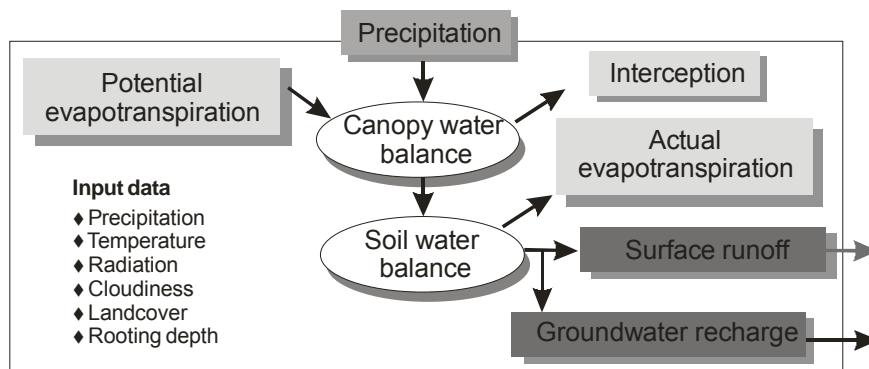 Precipitation
Potential
evapotranspiration
Interception
Canopy water
balance
Actual
evapotranspiration
Input data
♦ Precipitation
♦ Temperature
♦ Radiation
♦ Cloudiness
♦ Landcover
♦ Rooting depth
Soil water
balance
Surface runoff
Groundwater recharge